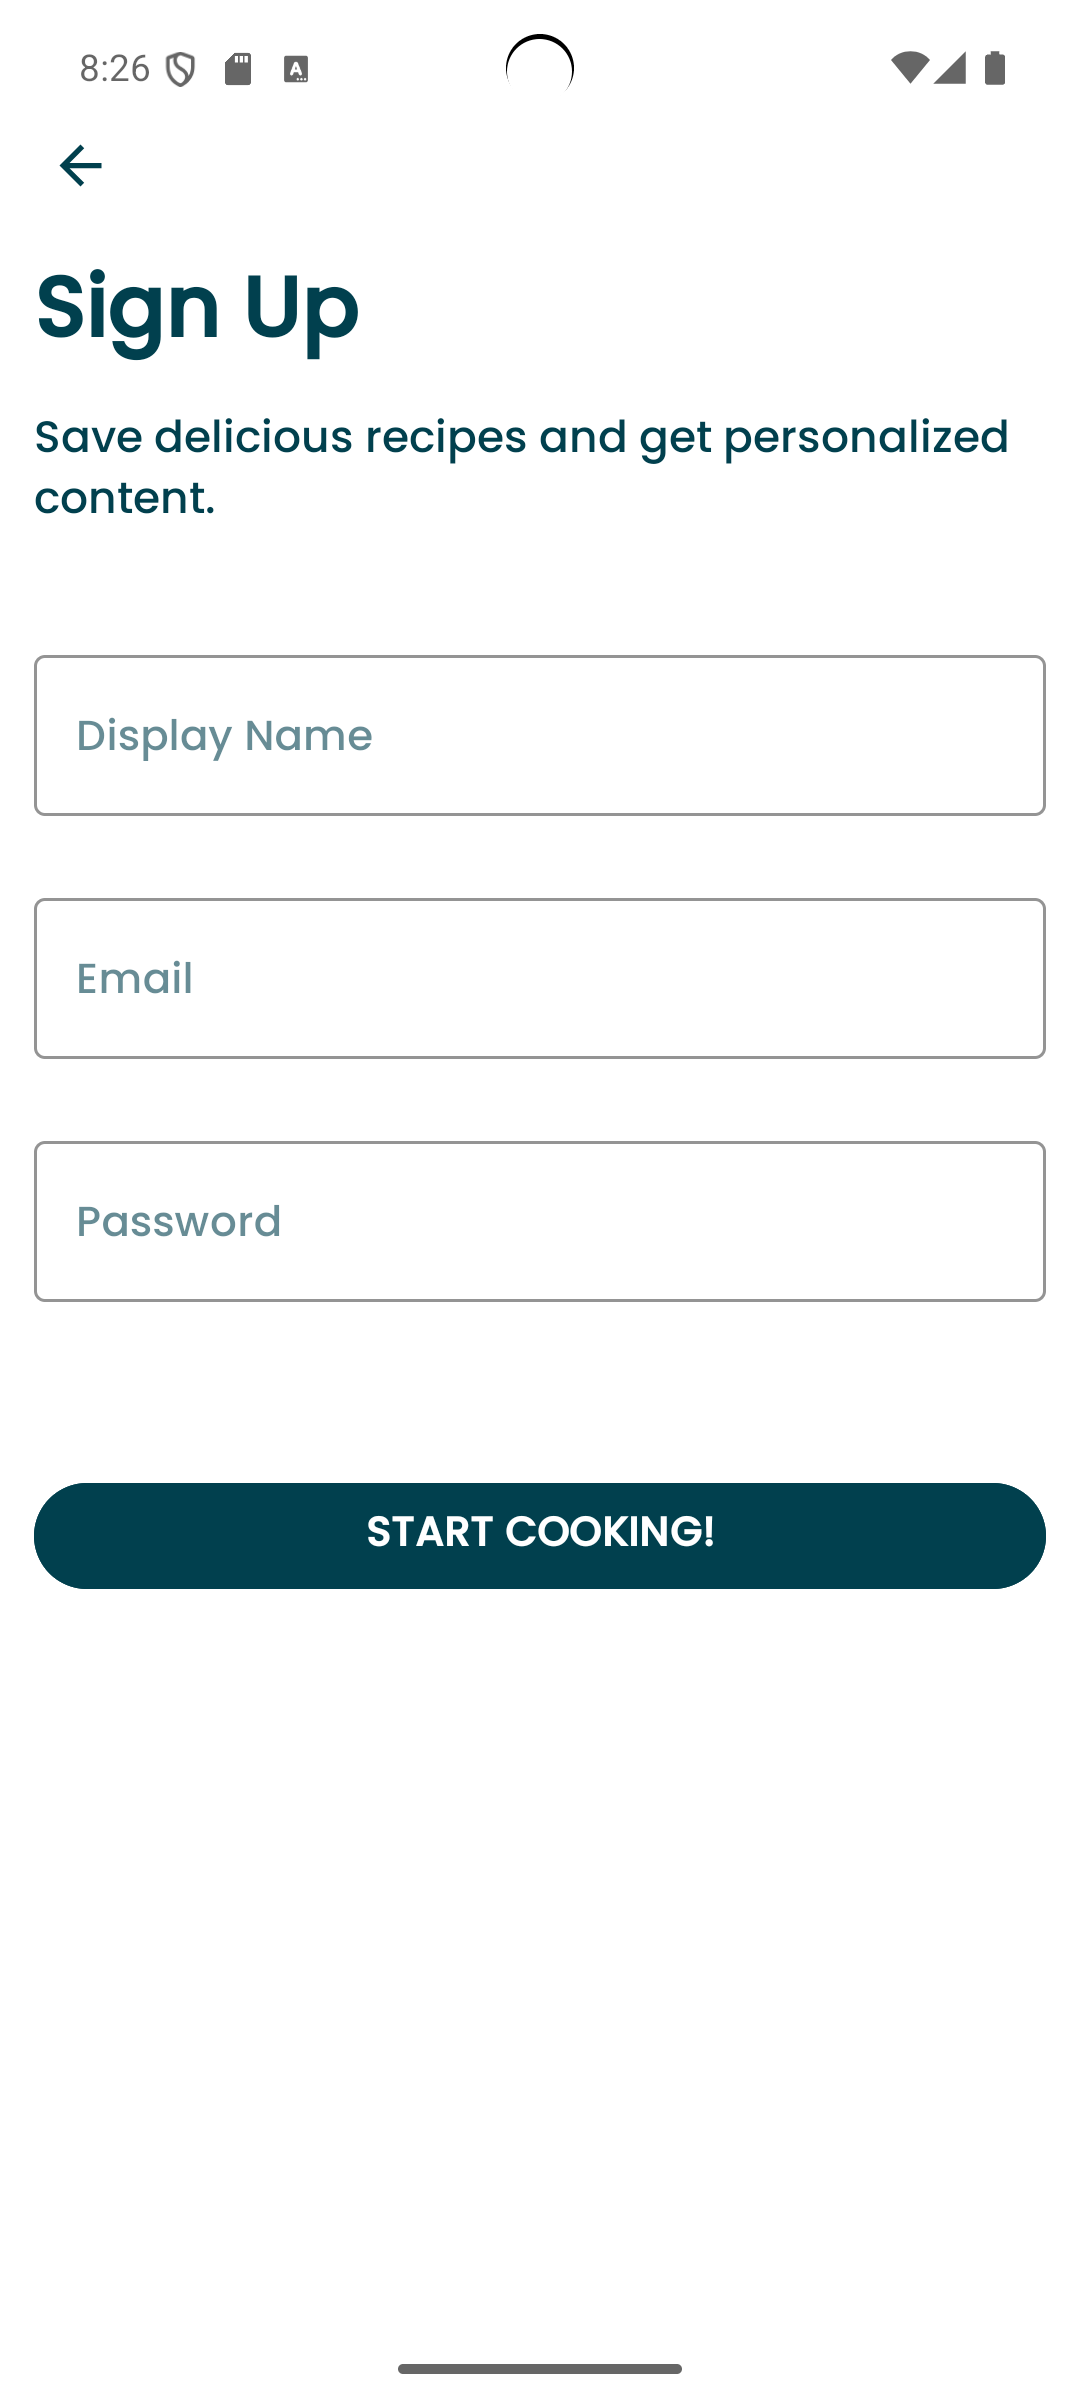 8:26
Sign Up
Save delicious recipes and get personalized
content.
Display Name
Email
Password
START COOKING!